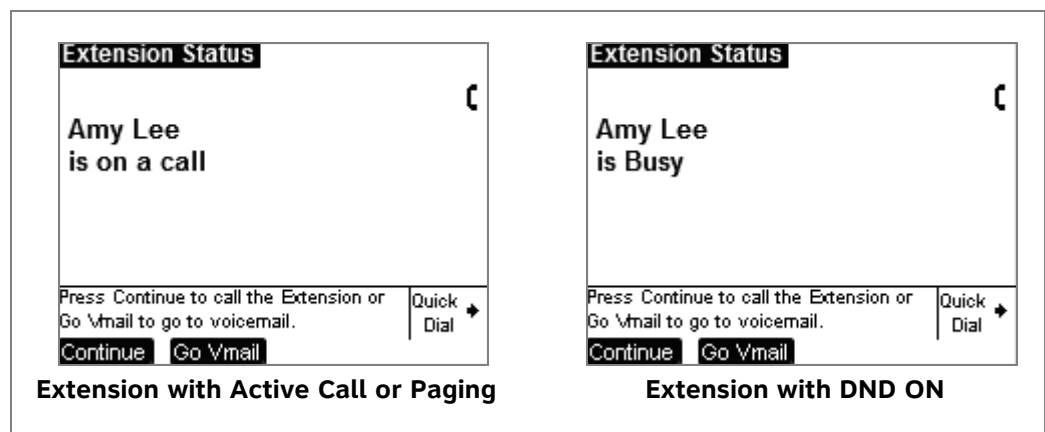 Extension Status
Amy Lee
is on a call
Press Continue to call the Extension or
Go Vmail to go to voicemail.
Quick
Dial
Continue
Go Vmail
Extension with Active Call or Paging
Extension Status
Amy Lee
is Busy
Press Continue to call the Extension or
Go Vmail to go to voicemail.
Quick
Dial
Continue
Go Vmail
Extension with DND ON